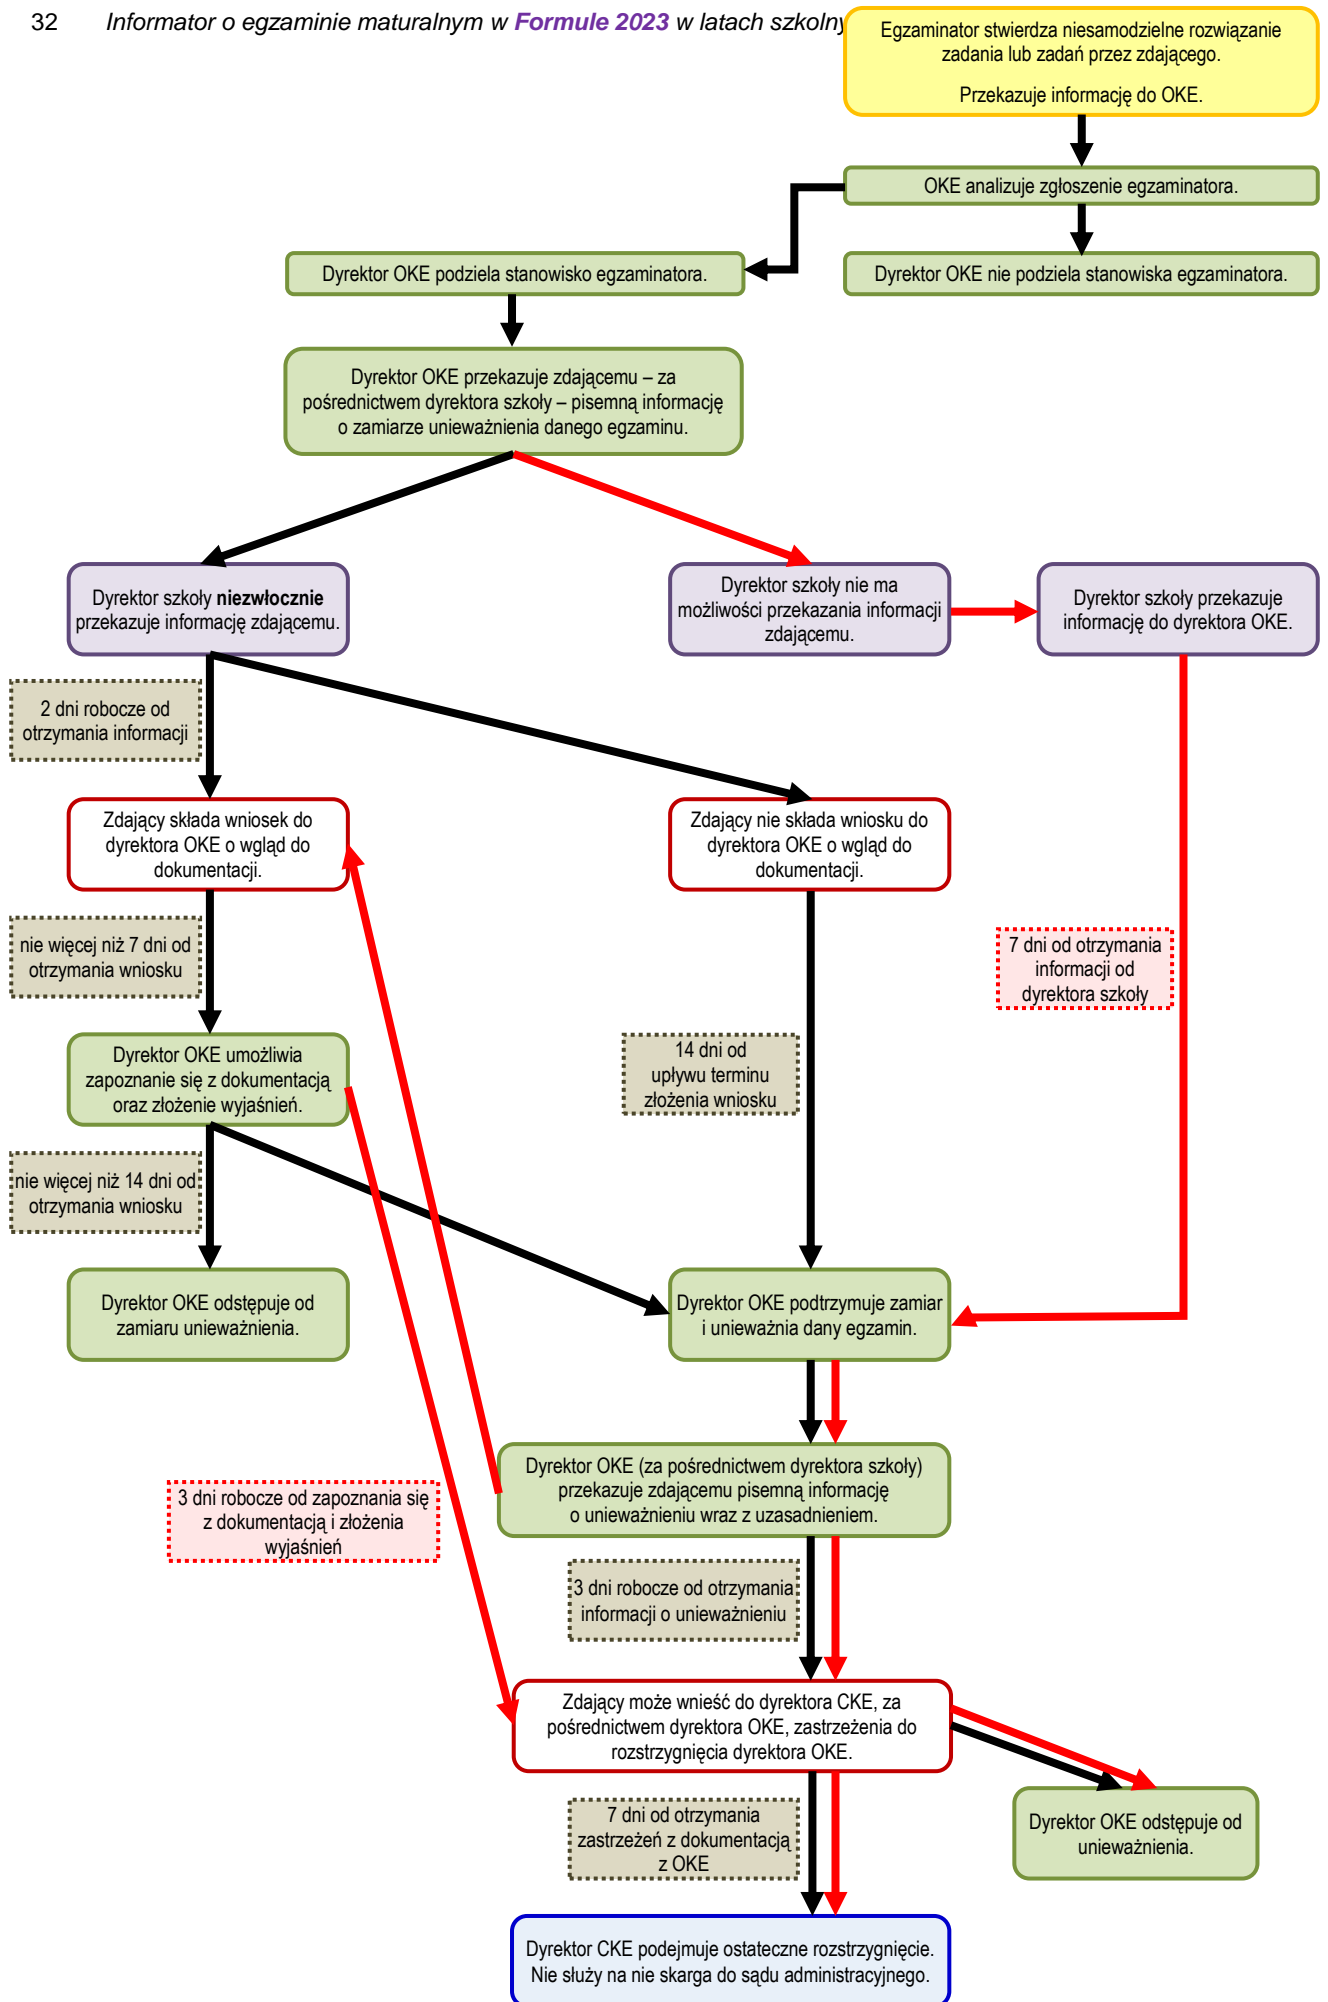 32 Informator o egzaminie maturalnym w Formule 2023 w latach
Egzaminator stwierdza niesamodzielne rozwiązanie
zadania lub zadań przez zdającego.
Przekazuje informację do OKE.
OKE analizuje zgłoszenie egzaminatora.
Dyrektor OKE podziela stanowisko egzaminatora.
Dyrektor OKE nie podziela stanowiska egzaminatora.
Dyrektor OKE przekazuje zdającemu – za
pośrednictwem dyrektora szkoły – pisemną informację
o zamiarze unieważnienia danego egzaminu.
Dyrektor szkoły niezwłocznie
przekazuje informację zdającemu.
Dyrektor szkoły nie ma
możliwości przekazania informacji
zdającemu.
Dyrektor szkoły przekazuje
informację do dyrektora OKE.
2 dni robocze od
otrzymania informacji
Zdający składa wniosek do
dyrektora OKE o wgląd do
dokumentacji.
Zdający nie składa wniosku do
dyrektora OKE o wgląd do
dokumentacji.
nie więcej niż 7 dni od
otrzymania wniosku
7 dni od otrzymania
informacji od
dyrektora szkoły
Dyrektor OKE umożliwia
zapoznanie się z dokumentacją
oraz złożenie wyjaśnień.
14 dni od
upływu terminu
złożenia wniosku
nie więcej niż 14 dni od
otrzymania wniosku
Dyrektor OKE odstępuje od
zamiaru unieważnienia.
Dyrektor OKE podtrzymuje zamiar
i unieważnia dany egzamin.
Dyrektor OKE (za pośrednictwem dyrektora szkoły)
przekazuje zdającemu pisemną informację
o unieważnieniu wraz z uzasadnieniem.
3 dni robocze od zapoznania się
z dokumentacją i złożenia
wyjaśnień
3 dni robocze od otrzymania
informacji o unieważnieniu
Zdający może wnieść do dyrektora CKE, za
pośrednictwem dyrektora OKE, zastrzeżenia do
rozstrzygnięcia dyrektora OKE.
7 dni od otrzymania
zastrzeżeń z dokumentacją
z OKE
Dyrektor OKE odstępuje od
unieważnienia.
Dyrektor CKE podejmuje ostateczne rozstrzygnięcie.
Nie służy na nie skarga do sądu administracyjnego.